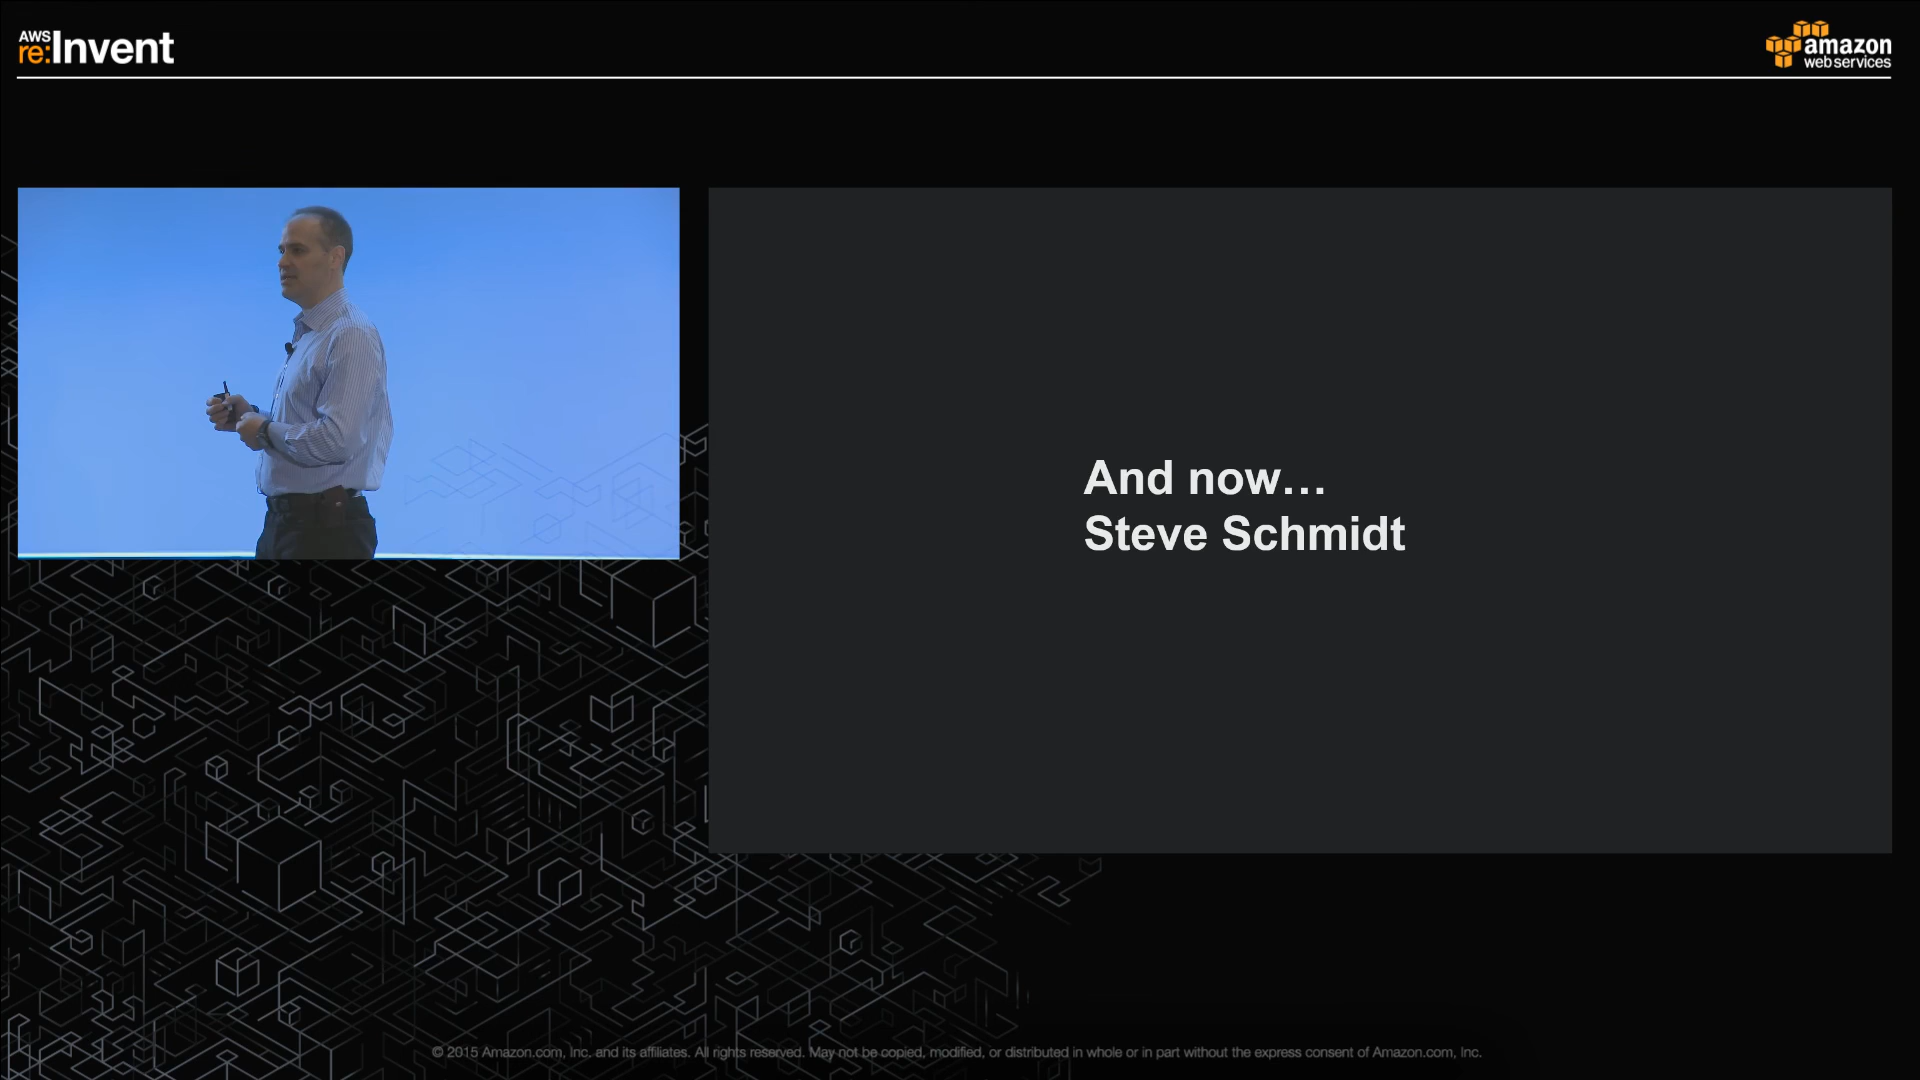 AWS
re:Invent
amazon
web services
And now…
Steve Schmidt
© 2015 Amazon.com, Inc. and its affiliates. All rights reserved. May not be copied, modified, or distributed in whole or in part without the express consent of Amazon.com, Inc.